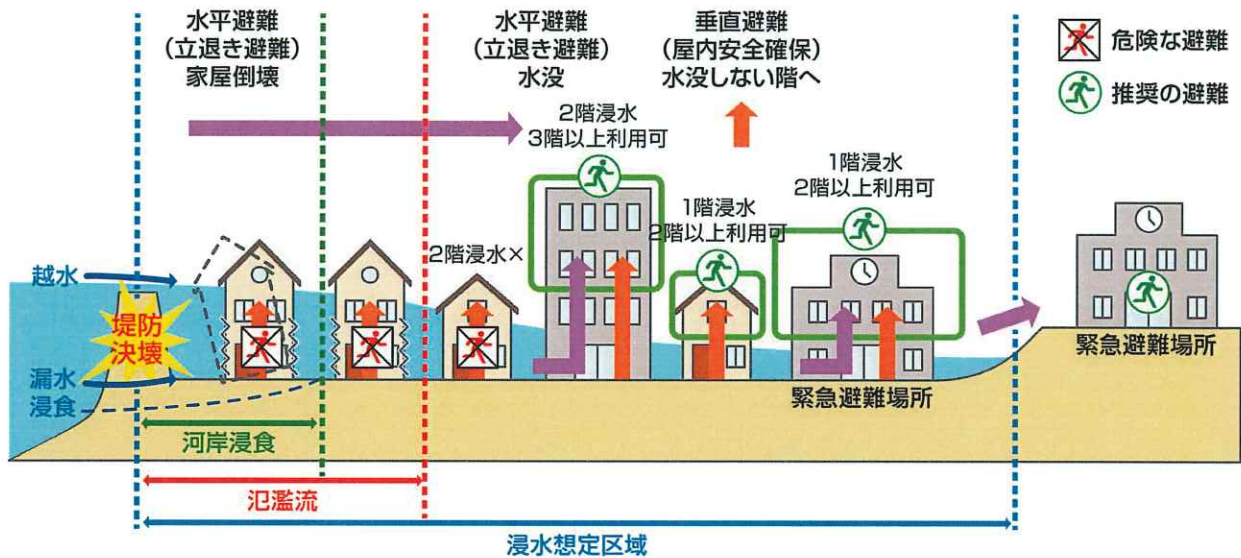 水平避難
（立退き避難）
家屋倒壊
水平避難
（立退き避難）
水没
垂直避難
（屋内安全確保）
水没しない階へ
危険な避難
推奨の避難
2階浸水
3階以上利用可
1階浸水
2階以上利用可
1階浸水
2階以上利用可
2階浸水×
越水
堤防
決壊
漏水
浸食
緊急避難場所
緊急避難場所
河岸浸食
氾濫流
浸水想定区域